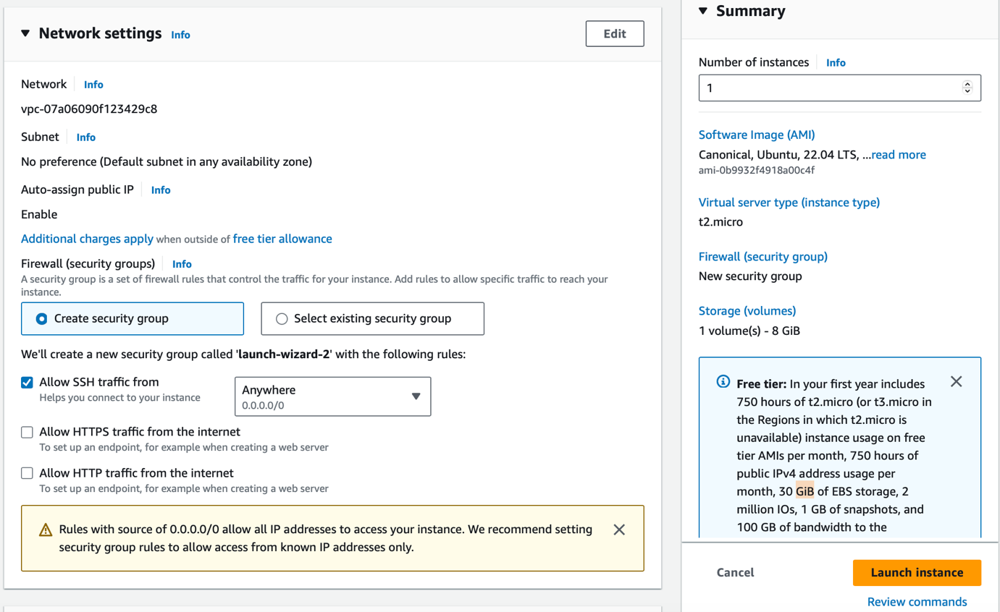 Network settings Info
Edit
Network Info
vpc-07a06090f123429c8
Subnet Info
No preference (Default subnet in any availability zone)
Auto-assign public IP Info
Enable
Additional charges apply when outside of free tier allowance
Firewall (security groups) Info
A security group is a set of firewall rules that control the traffic for your instance. Add rules to allow specific traffic to reach your
instance.
Create security group
Select existing security group
We'll create a new security group called 'launch-wizard-2' with the following rules:
Allow SSH traffic from
Helps you connect to your instance
Anywhere
0.0.0.0/0
Allow HTTPS traffic from the internet
To set up an endpoint, for example when creating a web server
Allow HTTP traffic from the internet
To set up an endpoint, for example when creating a web server
Rules with source of 0.0.0.0/0 allow all IP addresses to access your instance. We recommend setting
security group rules to allow access from known IP addresses only.
Summary
Number of instances Info
1
Software Image (AMI)
Canonical, Ubuntu, 22.04 LTS, ...read more
ami-0b9932f4918a00c4f
Virtual server type (instance type)
t2.micro
Firewall (security group)
New security group
Storage (volumes)
1 volume(s) - 8 GiB
Free tier: In your first year includes
750 hours of t2.micro (or t3.micro in
the Regions in which t2.micro is
unavailable) instance usage on free
tier AMIs per month, 750 hours of
public IPv4 address usage per
month, 30 GiB of EBS storage, 2
million IOs, 1 GB of snapshots, and
100 GB of bandwidth to the
Cancel
Launch instance
Review commands